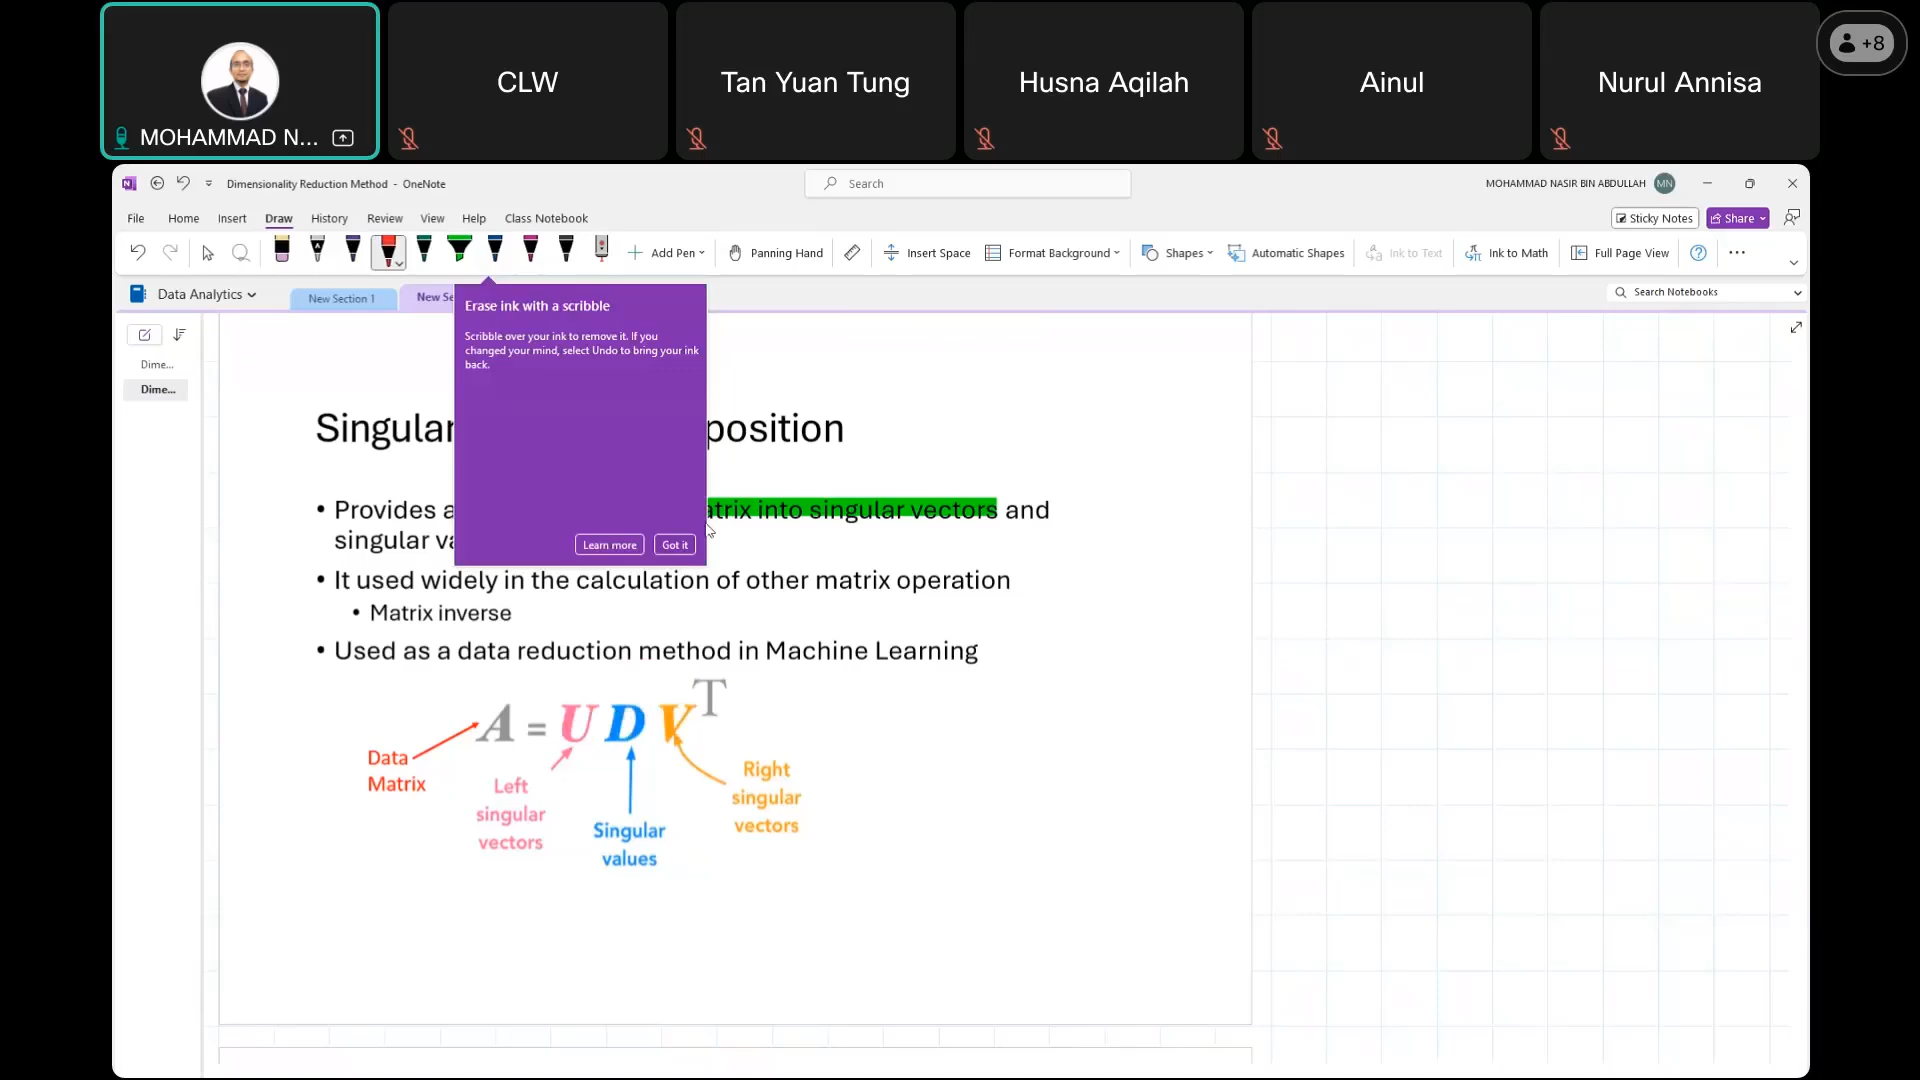 +8
MOHAMMAD N...
CLW
Tan Yuan Tung
Husna Aqilah
Ainul
Nurul Annisa
Dimensionality Reduction Method - OneNote
Search
MOHAMMAD NASIR BIN ABDULLAH
MN
File Home Insert Draw History Review View Help Class Notebook
Sticky Notes
Share
Add Pen
Panning Hand
Insert Space
Format Background
Shapes
Automatic Shapes
Ink to Text
Ink to Math
Full Page View
Data Analytics
New Section 1
New Se
Search Notebooks
Erase ink with a scribble
Scribble over your ink to remove it. If you
changed your mind, select Undo to bring your ink
back.
Learn more
Got it
Dime...
Dime...
Singular position
• Provides a atrix into singular vectors and
singular va
• It used widely in the calculation of other matrix operation
• Matrix inverse
• Used as a data reduction method in Machine Learning
A = U D V T
Data
Matrix
Left
singular
vectors
Singular
values
Right
singular
vectors